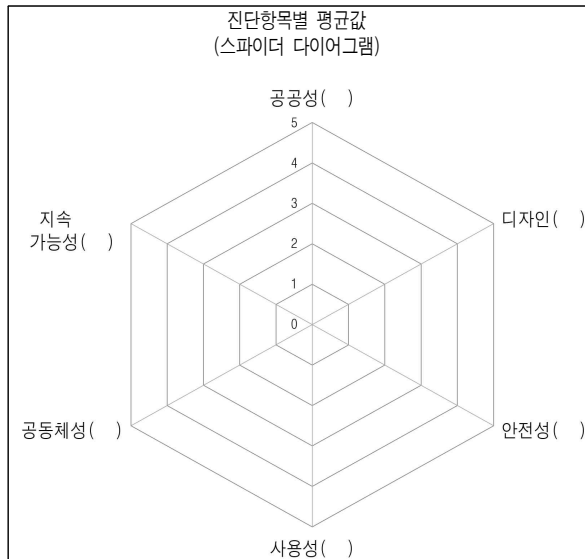 진단항목별 평균값
(스파이더 다이어그램)
공공성(   )
5
4
3
2
1
0
지속
가능성(   )
디자인(   )
공동체성(   )
안전성(   )
사용성(   )